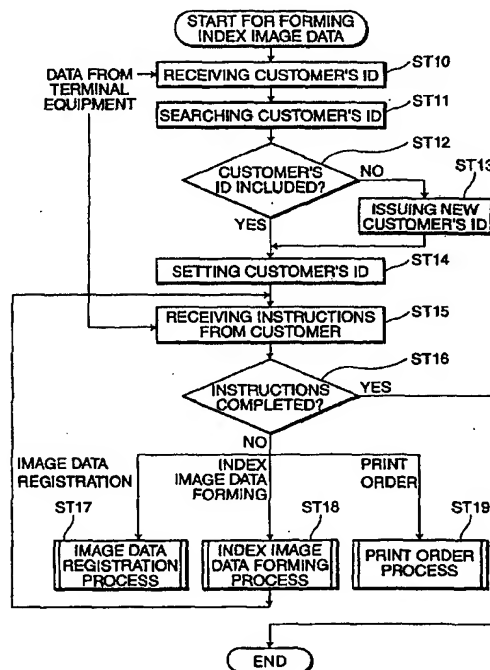 START FOR FORMING
INDEX IMAGE DATA
DATA FROM
TERMINAL
EQUIPMENT
RECEIVING CUSTOMER'S ID
ST10
SEARCHING CUSTOMER'S ID
ST11
CUSTOMER'S
ID INCLUDED?
ST12
NO
YES
ISSUING NEW
CUSTOMER'S ID
ST13
SETTING CUSTOMER'S ID
ST14
RECEIVING INSTRUCTIONS
FROM CUSTOMER
ST15
INSTRUCTIONS
COMPLETED?
ST16
YES
NO
IMAGE DATA
REGISTRATION
INDEX
IMAGE DATA
FORMING
PRINT
ORDER
ST17
IMAGE DATA
REGISTRATION
PROCESS
ST18
INDEX IMAGE
DATA FORMING
PROCESS
ST19
PRINT ORDER
PROCESS
END